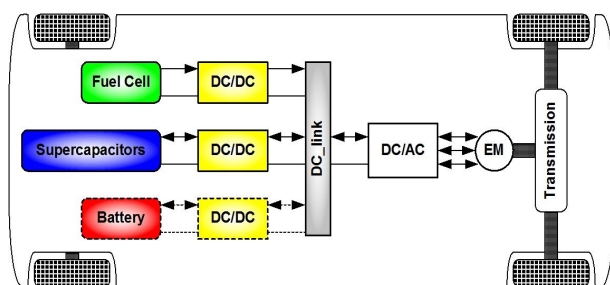 Fuel Cell
DC/DC
Supercapacitors
DC/DC
Battery
DC/DC
DC_link
DC/AC
EM
Transmission